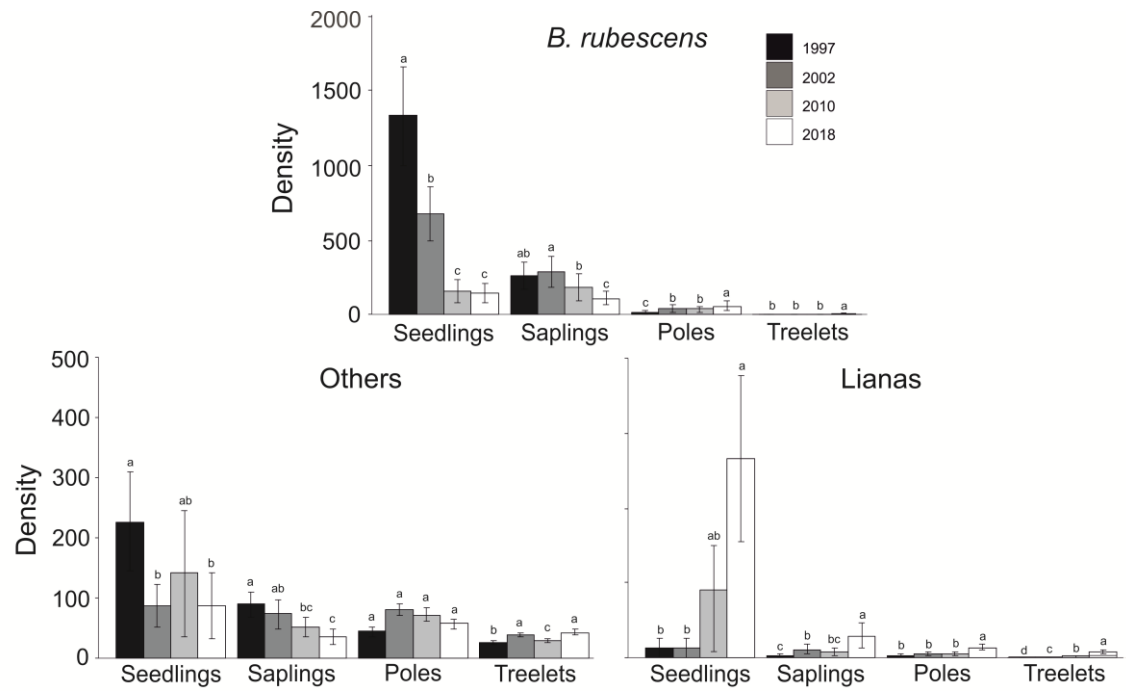 B. rubescens
1997
2002
2010
2018
Density
2000
1500
1000
500
0
a b c c
ab a b c
c b b a
b b b a
Seedlings Saplings Poles Treelets
Others
Density
500
400
300
200
100
0
a b ab b
a ab bc c
a a a a
b a c a
Seedlings Saplings Poles Treelets
Lianas
b b ab a
c b bc a
b b b a
d c b a
Seedlings Saplings Poles Treelets